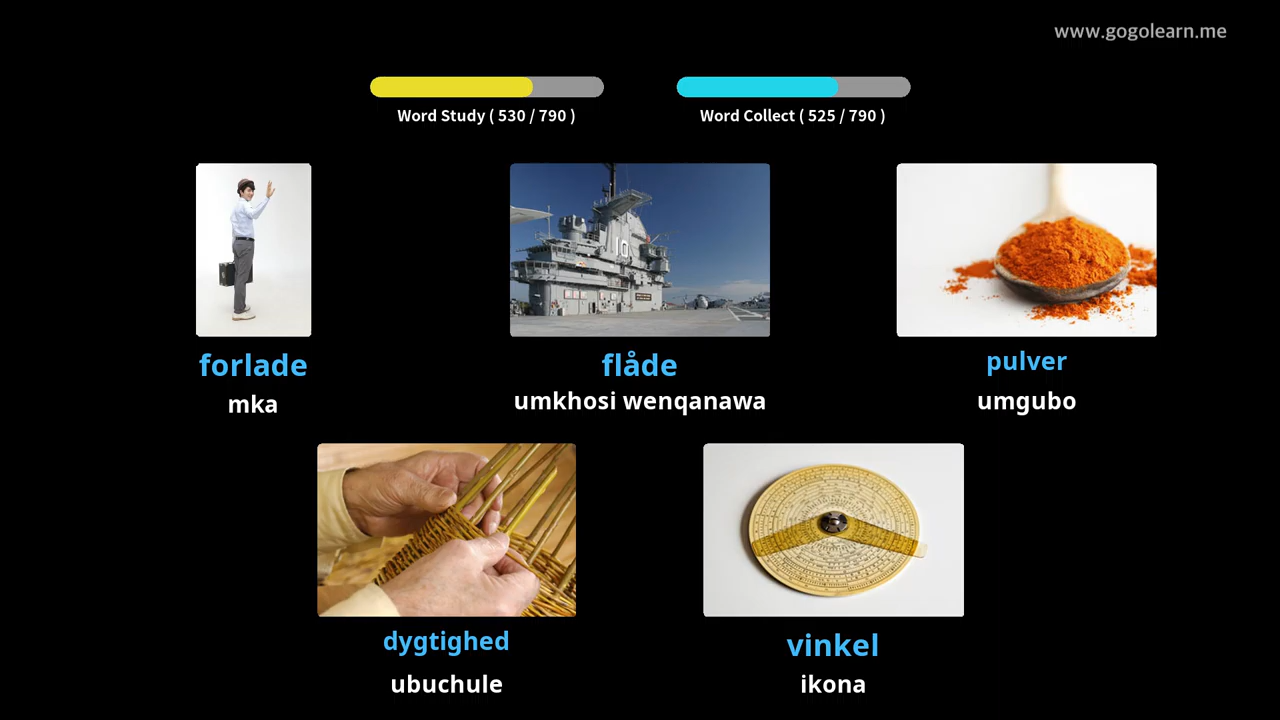 www.gogolearn.me
Word Study ( 530 / 790 )
Word Collect ( 525 / 790 )
forlade
mka
flåde
umkhosi wenqanawa
pulver
umgubo
dygtighed
ubuchule
vinkel
ikona